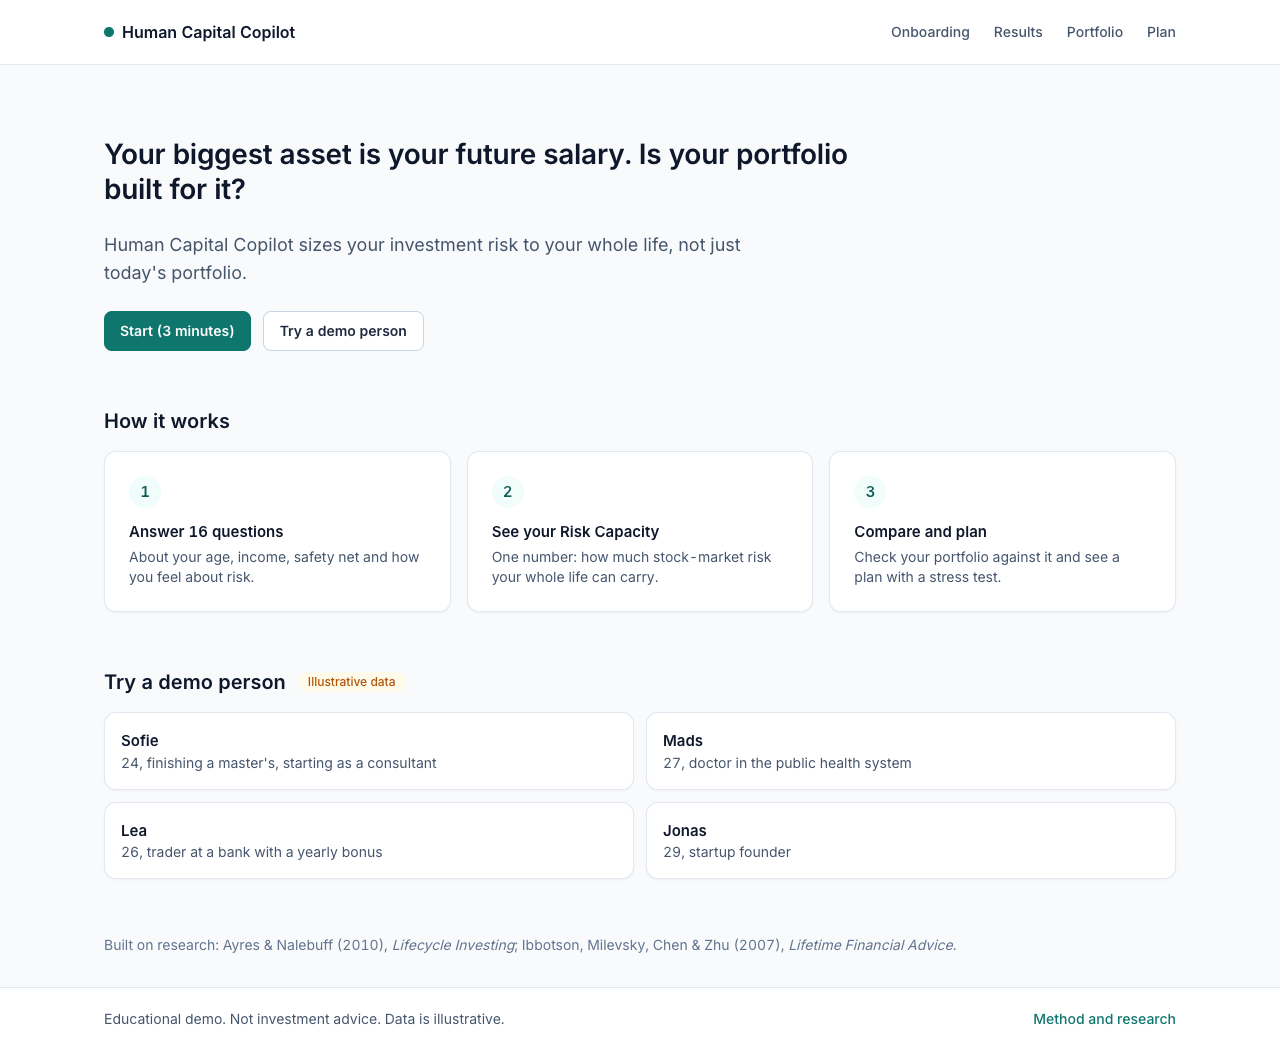 Human Capital Copilot
Onboarding Results Portfolio Plan
Your biggest asset is your future salary. Is your portfolio
built for it?
Human Capital Copilot sizes your investment risk to your whole life, not just
today's portfolio.
Start (3 minutes)
Try a demo person
How it works
1
Answer 16 questions
About your age, income, safety net and how
you feel about risk.
2
See your Risk Capacity
One number: how much stock-market risk
your whole life can carry.
3
Compare and plan
Check your portfolio against it and see a
plan with a stress test.
Try a demo person
Illustrative data
Sofie
24, finishing a master's, starting as a consultant
Mads
27, doctor in the public health system
Lea
26, trader at a bank with a yearly bonus
Jonas
29, startup founder
Built on research: Ayres & Nalebuff (2010), Lifecycle Investing; Ibbotson, Milevsky, Chen & Zhu (2007), Lifetime Financial Advice.
Educational demo. Not investment advice. Data is illustrative.
Method and research